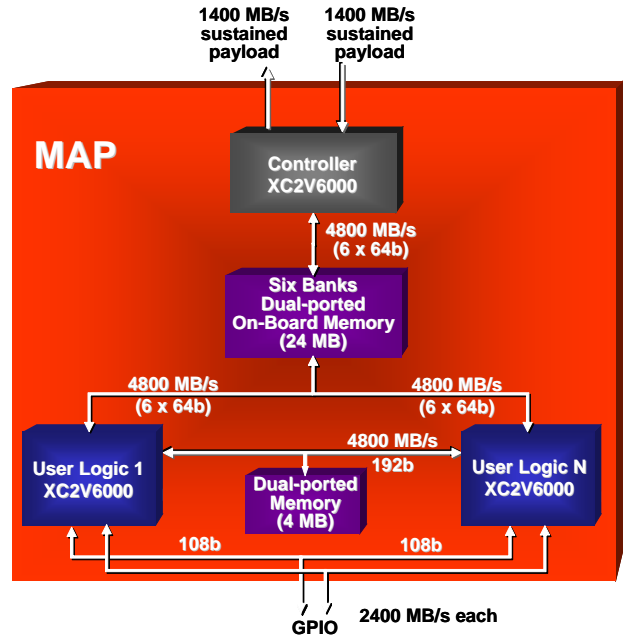 1400 MB/s
sustained
payload
1400 MB/s
sustained
payload
MAP
Controller
XC2V6000
4800 MB/s
(6 x 64b)
Six Banks
Dual-ported
On-Board Memory
(24 MB)
4800 MB/s
(6 x 64b)
4800 MB/s
(6 x 64b)
User Logic 1
XC2V6000
4800 MB/s
192b
User Logic N
XC2V6000
Dual-ported
Memory
(4 MB)
108b
108b
GPIO
2400 MB/s each